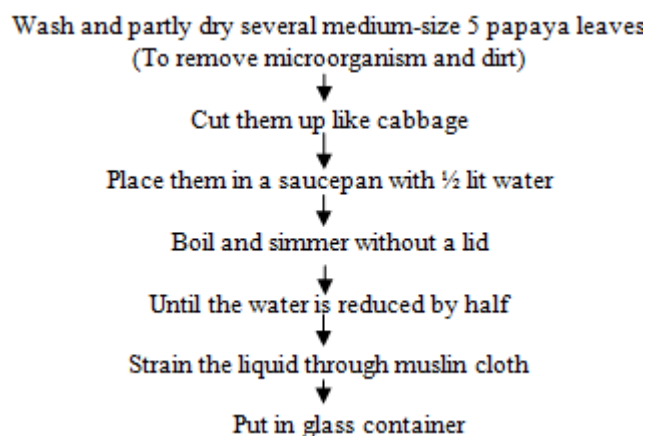 Wash and partly dry several medium-size 5 papaya leaves
(To remove microorganism and dirt)
Cut them up like cabbage
Place them in a saucepan with ½ lit water
Boil and simmer without a lid
Until the water is reduced by half
Strain the liquid through muslin cloth
Put in glass container